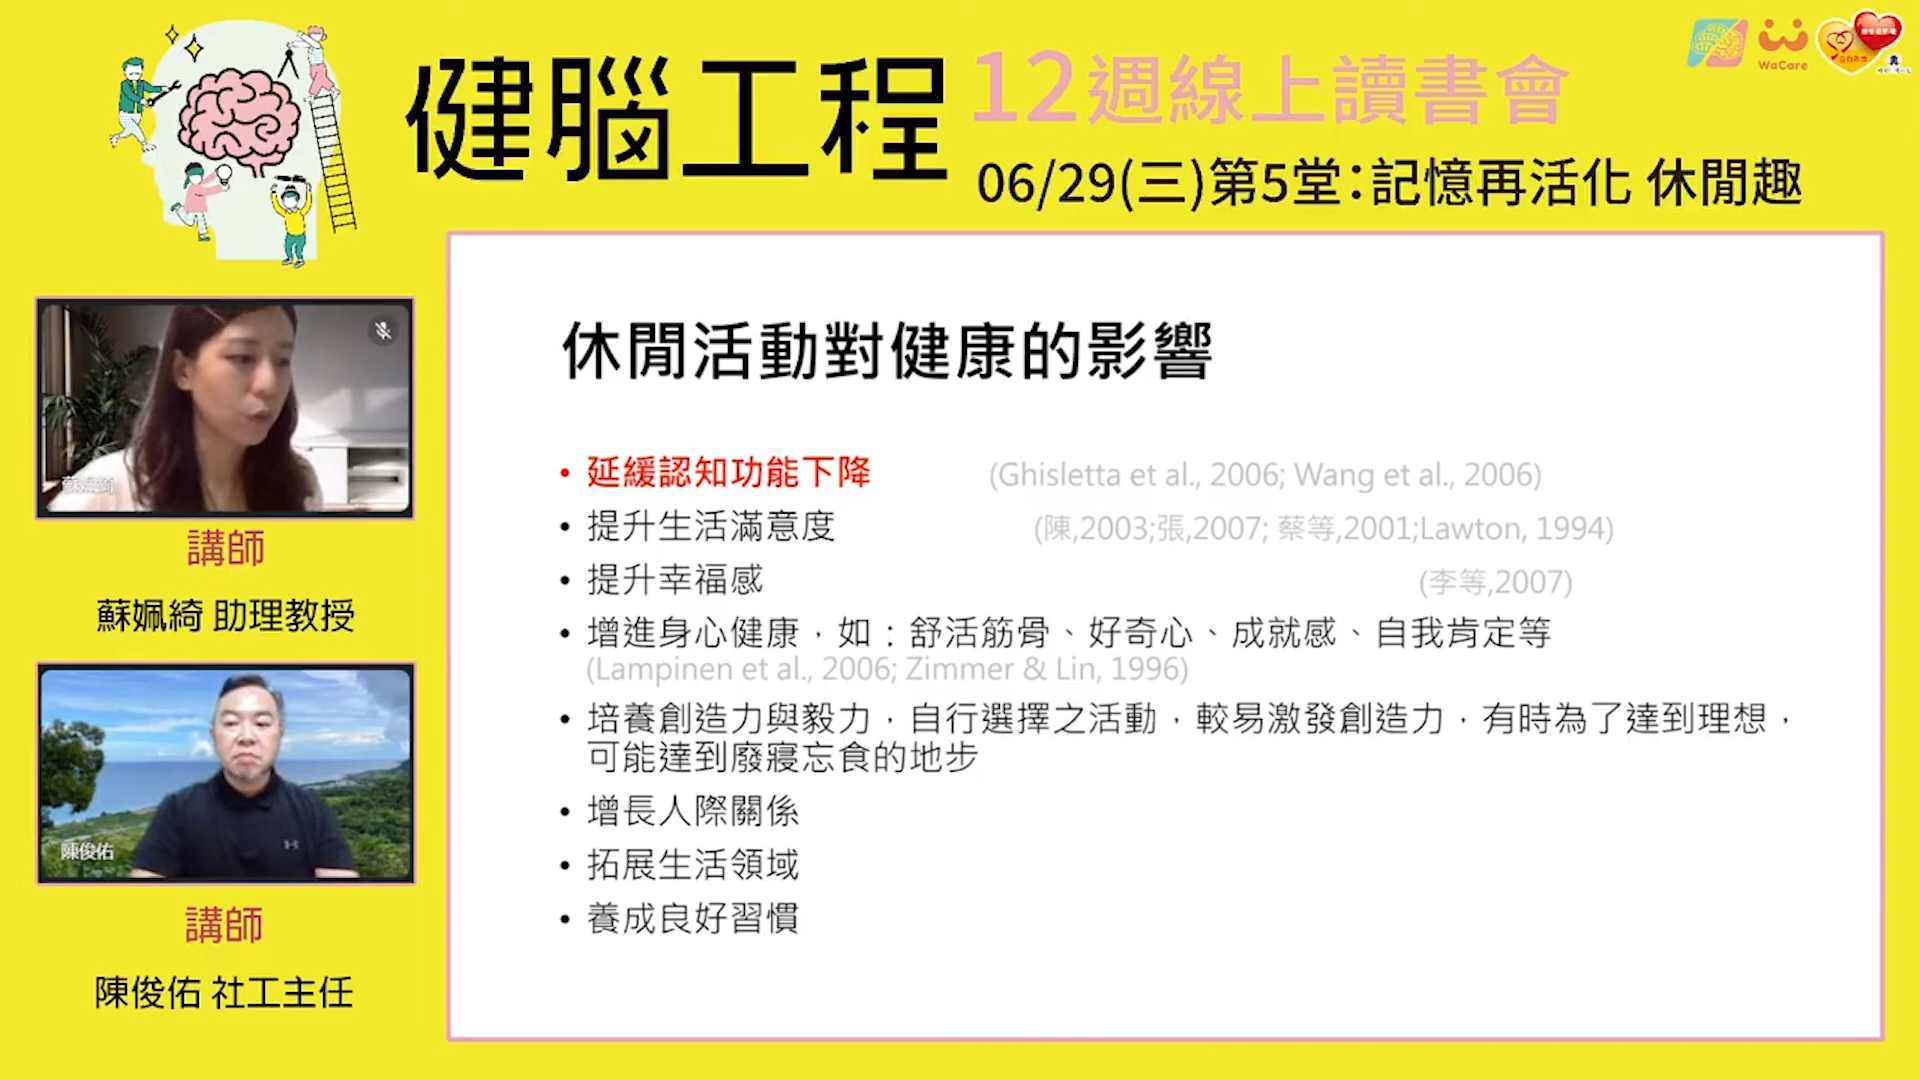 健腦工程
12週線上讀書會
06/29(三)第5堂：記憶再活化 休閒趣
WaCare
講師
蘇姵綺 助理教授
陳俊佑
講師
陳俊佑 社工主任
休閒活動對健康的影響
• 延緩認知功能下降 (Ghisletta et al., 2006; Wang et al., 2006)
• 提升生活滿意度 (陳,2003;張,2007; 蔡等,2001;Lawton, 1994)
• 提升幸福感 (李等,2007)
• 增進身心健康，如：舒活筋骨、好奇心、成就感、自我肯定等
(Lampinen et al., 2006; Zimmer & Lin, 1996)
• 培養創造力與毅力，自行選擇之活動，較易激發創造力，有時為了達到理想，
可能達到廢寢忘食的地步
• 增長人際關係
• 拓展生活領域
• 養成良好習慣